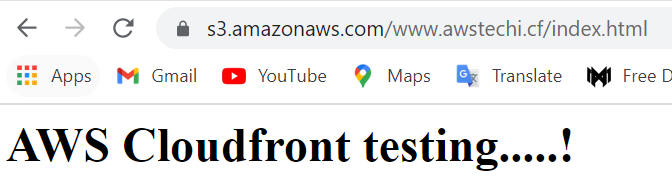 s3.amazonaws.com/www.awstechi.cf/index.html
Apps Gmail YouTube Maps Translate Free D
AWS Cloudfront testing.....!